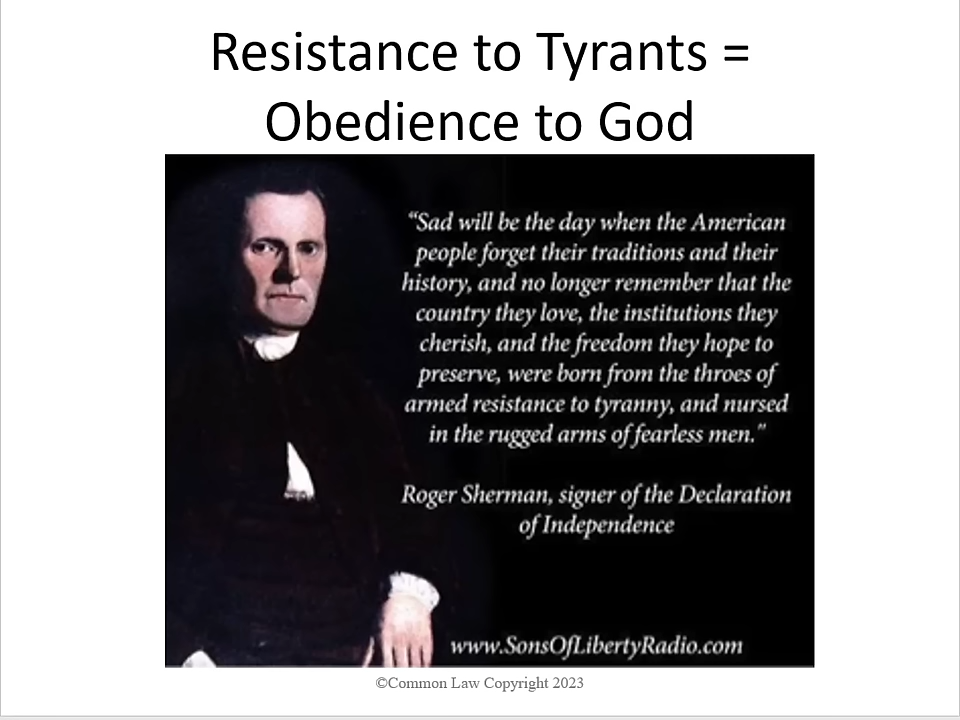 Resistance to Tyrants =
Obedience to God
“Sad will be the day when the American
people forget their traditions and their
history, and no longer remember that the
country they love, the institutions they
cherish, and the freedom they hope to
preserve, were born from the throes of
armed resistance to tyranny, and nursed
in the rugged arms of fearless men."
Roger Sherman, signer of the Declaration
of Independence
www.SonsOfLibertyRadio.com
©Common Law Copyright 2023